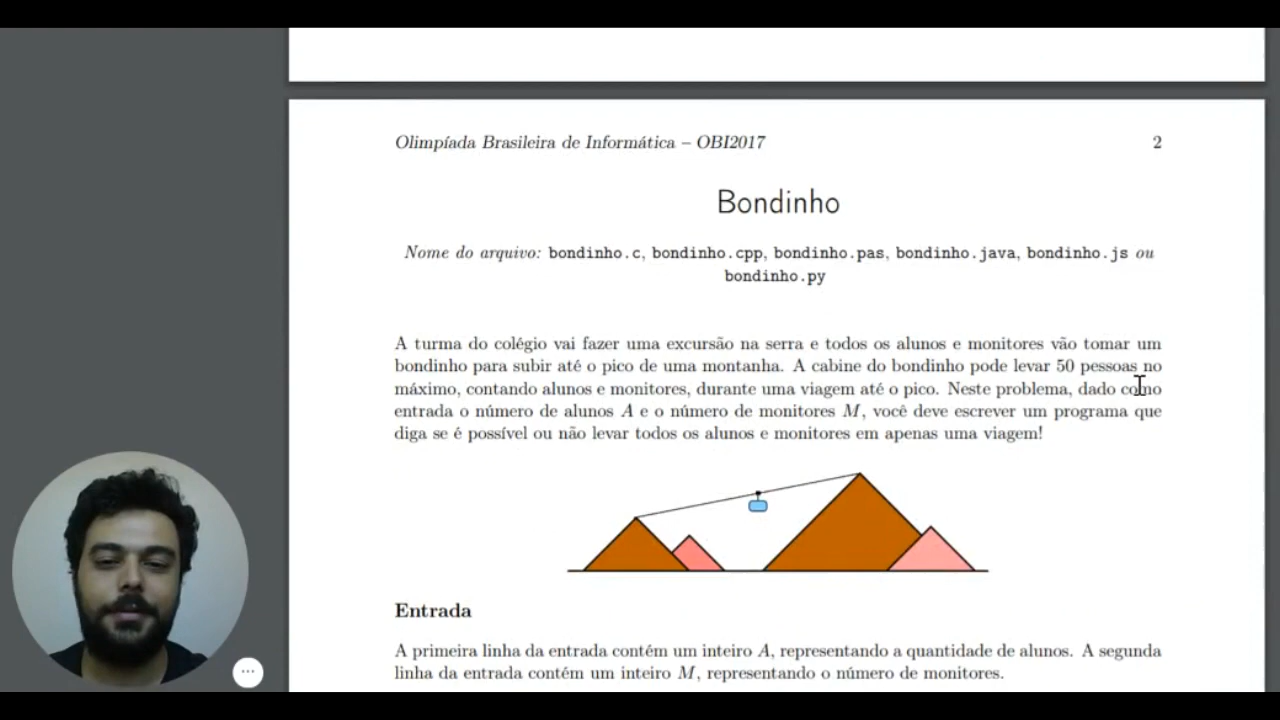 Olimpíada Brasileira de Informática – OBI2017 2
Bondinho
Nome do arquivo: bondinho.c, bondinho.cpp, bondinho.pas, bondinho.java, bondinho.js ou
bondinho.py
A turma do colégio vai fazer uma excursão na serra e todos os alunos e monitores vão tomar um
bondinho para subir até o pico de uma montanha. A cabine do bondinho pode levar 50 pessoas no
máximo, contando alunos e monitores, durante uma viagem até o pico. Neste problema, dado como
entrada o número de alunos A e o número de monitores M, você deve escrever um programa que
diga se é possível ou não levar todos os alunos e monitores em apenas uma viagem!
Entrada
A primeira linha da entrada contém um inteiro A, representando a quantidade de alunos. A segunda
linha da entrada contém um inteiro M, representando o número de monitores.